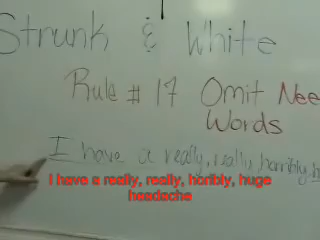 Strunk & White
Rule # 17 Omit Nee
Words
I have a really, really, horribly, h
I have a really, really, horibly, huge
headache